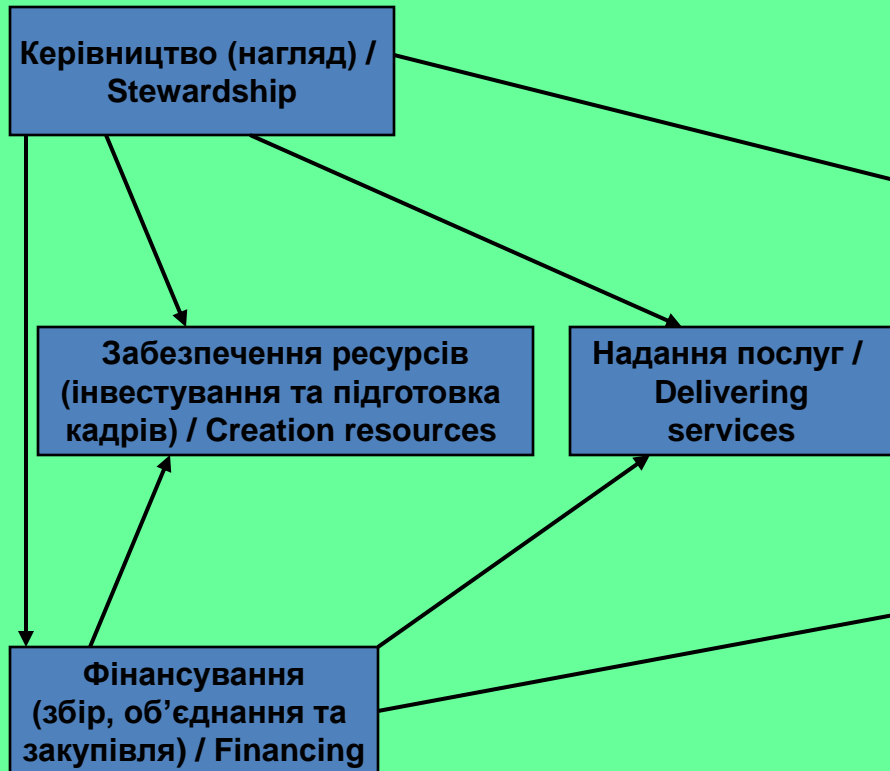 Керівництво (нагляд) /
Stewardship
Забезпечення ресурсів
(інвестування та підготовка
кадрів) / Creation resources
Надання послуг /
Delivering
services
Фінансування
(збір, об’єднання та
закупівля) / Financing